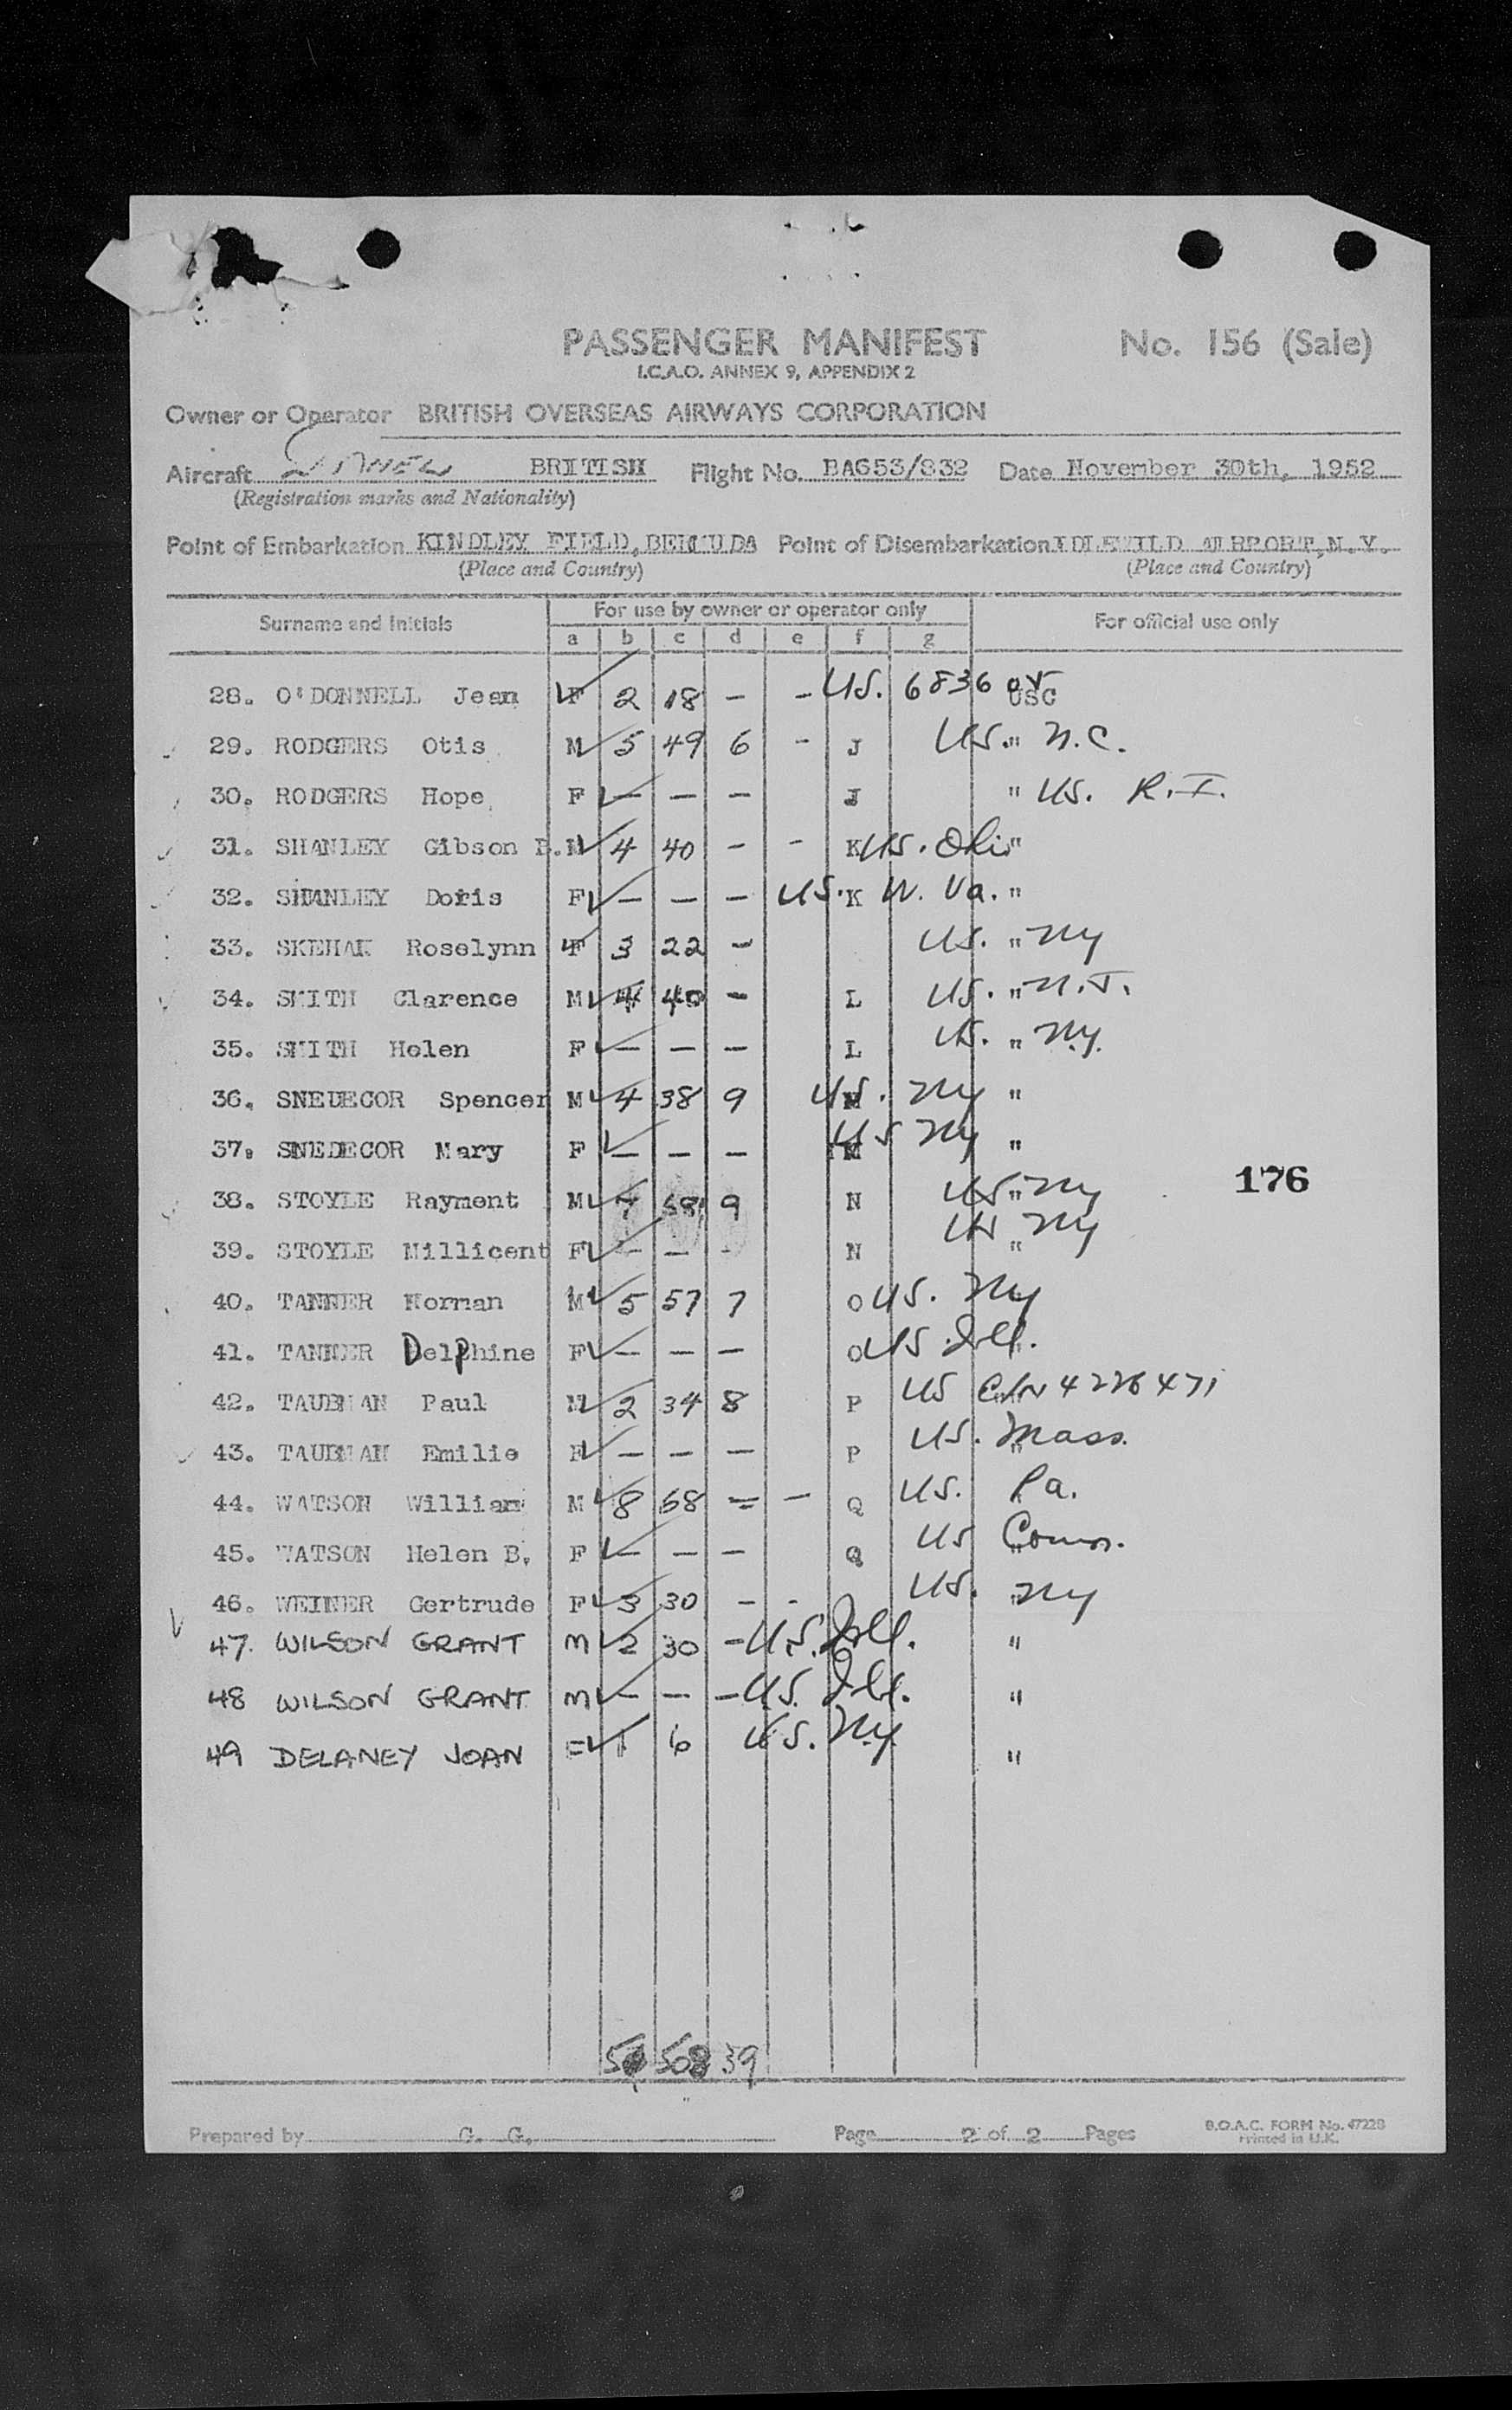 PASSENGER MANIFEST No. 156 (Sale)
I.C.A.O. ANNEX 9, APPENDIX 2
Owner or Operator BRITISH OVERSEAS AIRWAYS CORPORATION
Aircraft BRITISH Flight No. BA653/832 Date November 30th, 1952
(Registration marks and Nationality)
Point of Embarkation KINDLEY FIELD, BERMUDA Point of Disembarkation IDLEWILD AIRPORT, N.Y.
(Place and Country) (Place and Country)
Surname and Initials For use by owner or operator only For official use only
a b c d e f g
28. O'DONNELL Jean F 2 18 - - US. 6836 USC
29. RODGERS Otis M 5 49 6 - J US. " N.C.
30. RODGERS Hope F — — — J " US. R.I.
31. SHANLEY Gibson B. M 4 40 - - K US. Ohio "
32. SHANLEY Doris F — — — US. K W. Va. "
33. SKEHAN Roselynn F 3 22 - US. " NY
34. SMITH Clarence M 4 40 - L US. " N.J.
35. SMITH Helen F — — — L US. " NY.
36. SNEDECOR Spencer M 4 38 9 M US. NY "
37. SNEDECOR Mary F — — — M US NY "
176
38. STOYLE Rayment M 9 N US " NY
39. STOYLE Millicent F — — - N US " NY
40. TANNER Norman M 5 57 7 O US. NY
41. TANNER Delphine F — — — O US Ill.
42. TAUBMAN Paul M 2 34 8 P US C/N 4226471
43. TAUBMAN Emilie F — — — P US. Mass.
44. WATSON William M 8 58 - - Q US. Pa.
45. WATSON Helen B. F — — — Q US Conn.
46. WEINER Gertrude F 3 30 - - US. NY
47. WILSON GRANT M 2 30 - U.S. Ill. "
48 WILSON GRANT M — — - US. Ill. "
49 DELANEY JOAN F 1 6 U.S. NY "
508 39
Prepared by G. G. Page 2 of 2 Pages B.O.A.C. FORM No. 4722B
Printed in U.K.